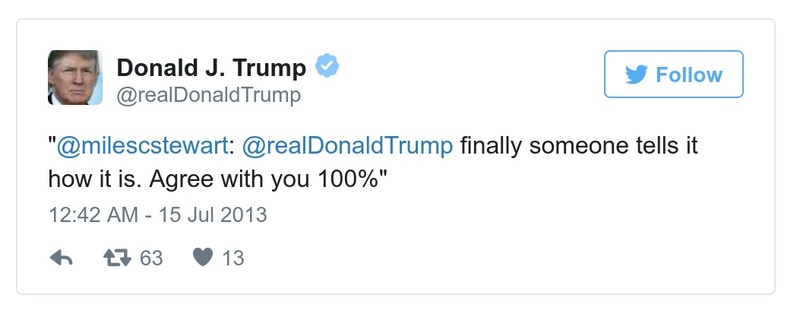 Donald J. Trump
@realDonaldTrump
Follow
"@milescstewart: @realDonaldTrump finally someone tells it
how it is. Agree with you 100%"
12:42 AM - 15 Jul 2013
63 13